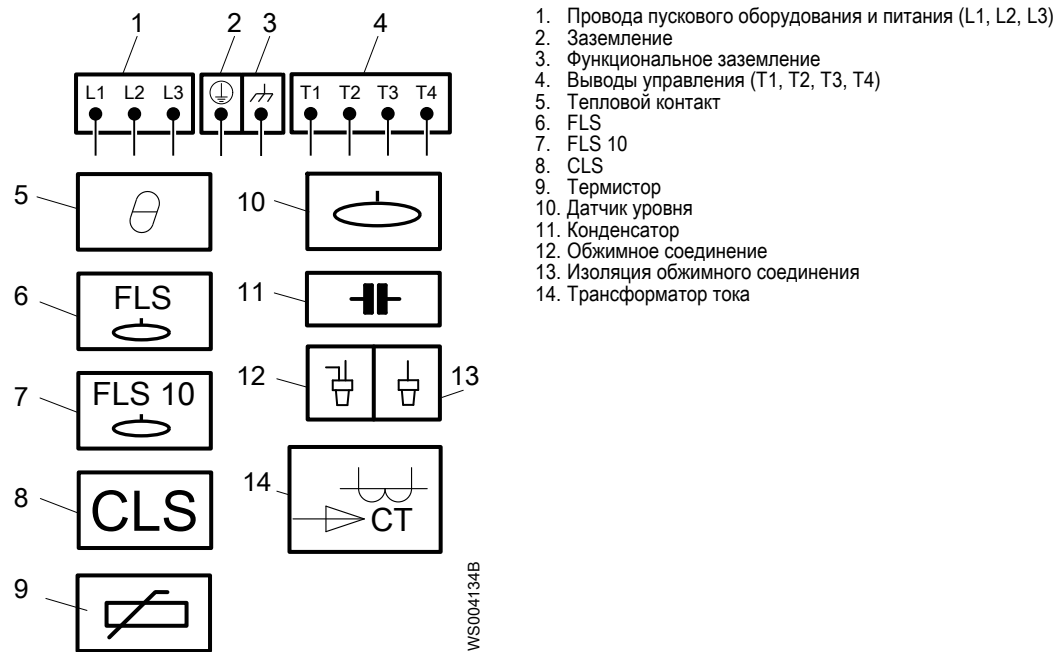 1 2 3 4
L1 L2 L3 T1 T2 T3 T4
5
10
6 FLS
11
7 FLS 10
12
13
8 CLS
14 CT
9
WS004134B
1. Провода пускового оборудования и питания (L1, L2, L3)
2. Заземление
3. Функциональное заземление
4. Выводы управления (T1, T2, T3, T4)
5. Тепловой контакт
6. FLS
7. FLS 10
8. CLS
9. Термистор
10. Датчик уровня
11. Конденсатор
12. Обжимное соединение
13. Изоляция обжимного соединения
14. Трансформатор тока